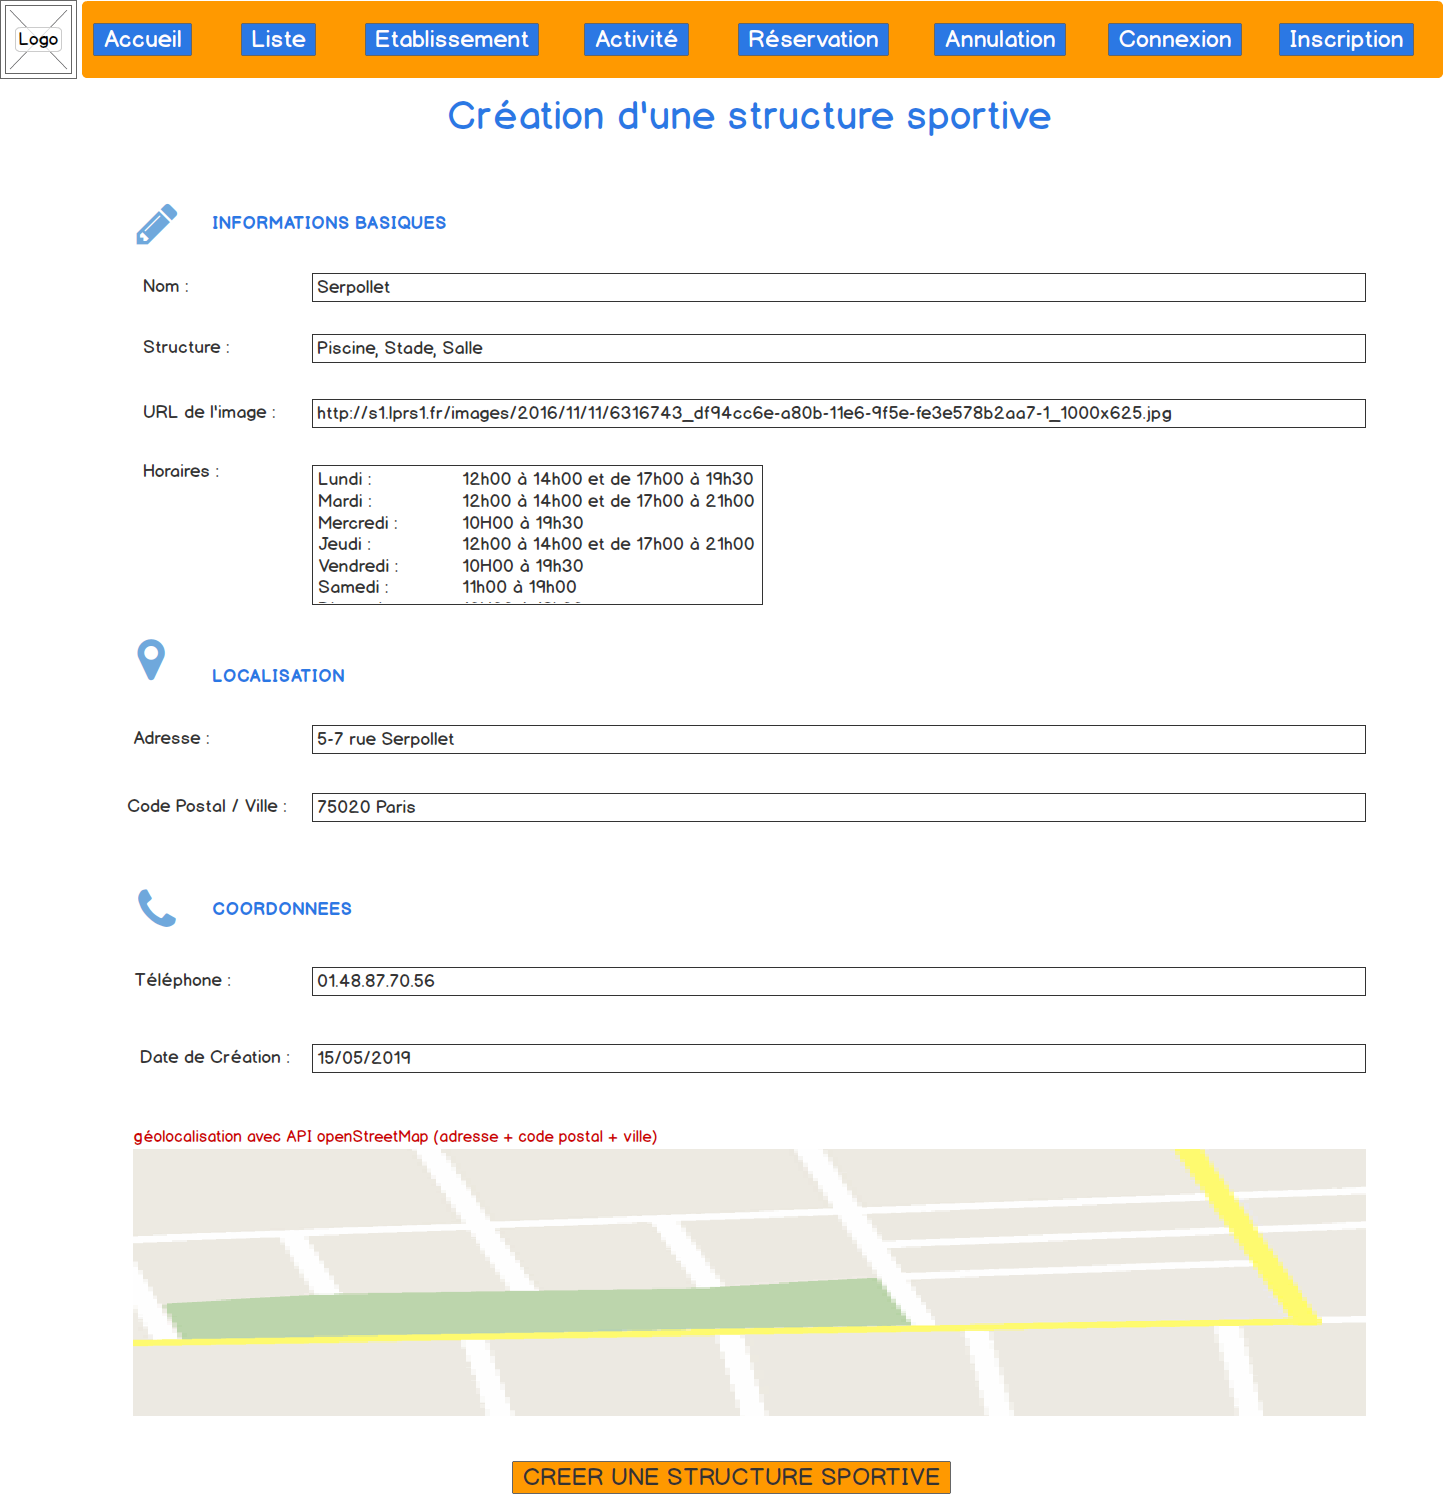 Logo
Accueil Liste Etablissement Activité Réservation Annulation Connexion Inscription
Création d'une structure sportive
INFORMATIONS BASIQUES
Nom : Serpollet
Structure : Piscine, Stade, Salle
URL de l'image : http://s1.lprs1.fr/images/2016/11/11/6316743_df94cc6e-a80b-11e6-9f5e-fe3e578b2aa7-1_1000x625.jpg
Horaires :
Lundi : 12h00 à 14h00 et de 17h00 à 19h30
Mardi : 12h00 à 14h00 et de 17h00 à 21h00
Mercredi : 10H00 à 19h30
Jeudi : 12h00 à 14h00 et de 17h00 à 21h00
Vendredi : 10H00 à 19h30
Samedi : 11h00 à 19h00
LOCALISATION
Adresse : 5-7 rue Serpollet
Code Postal / Ville : 75020 Paris
COORDONNEES
Téléphone : 01.48.87.70.56
Date de Création : 15/05/2019
géolocalisation avec API openStreetMap (adresse + code postal + ville)
CREER UNE STRUCTURE SPORTIVE